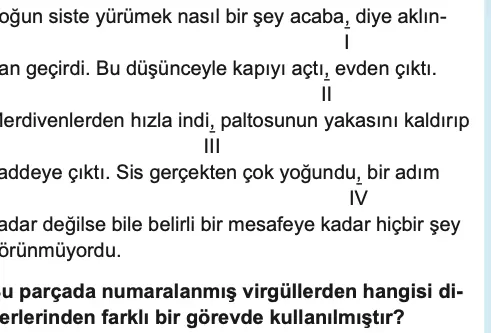 oğun siste yürümek nasıl bir şey acaba, diye aklın-
I
an geçirdi. Bu düşünceyle kapıyı açtı, evden çıktı.
II
erdivenlerden hızla indi, paltosunun yakasını kaldırıp
III
addeye çıktı. Sis gerçekten çok yoğundu, bir adım
IV
adar değilse bile belirli bir mesafeye kadar hiçbir şey
örünmüyordu.
u parçada numaralanmış virgüllerden hangisi di-
erlerinden farklı bir görevde kullanılmıştır?